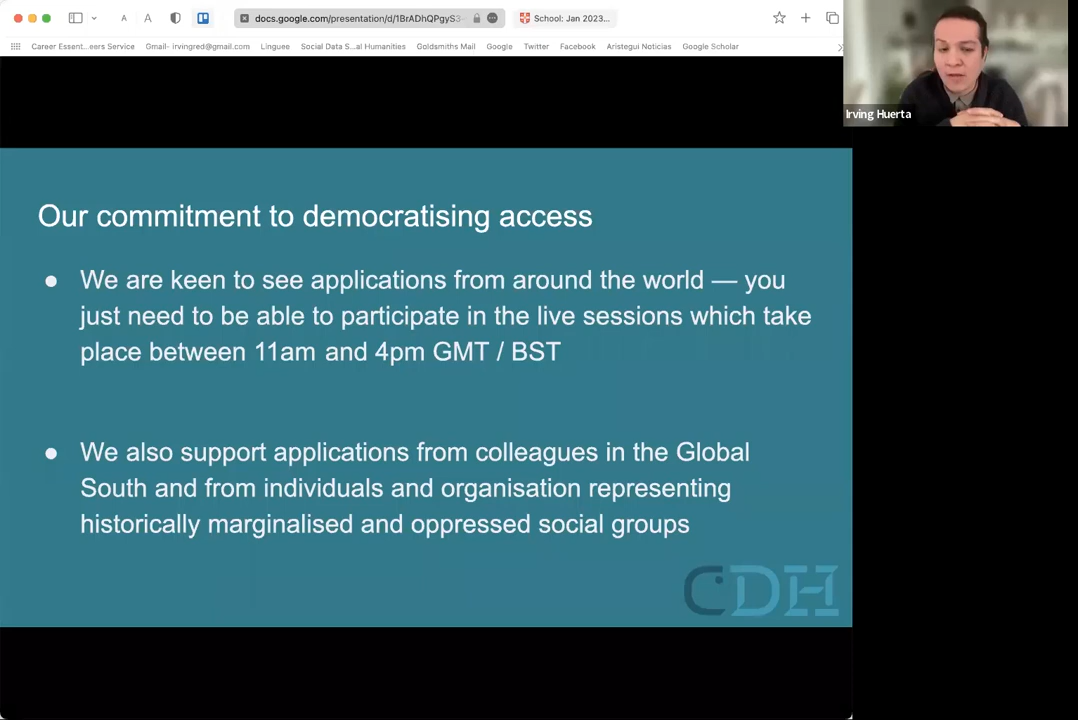 A A docs.google.com/presentation/d/1BrADhQPgyS3 School: Jan 2023...
Career Essent...eers Service Gmail- irvingred@gmail.com Linguee Social Data S...al Humanities Goldsmiths Mail Google Twitter Facebook Aristegui Noticias Google Scholar
Irving Huerta
Our commitment to democratising access
● We are keen to see applications from around the world — you
just need to be able to participate in the live sessions which take
place between 11am and 4pm GMT / BST
● We also support applications from colleagues in the Global
South and from individuals and organisation representing
historically marginalised and oppressed social groups
CDH